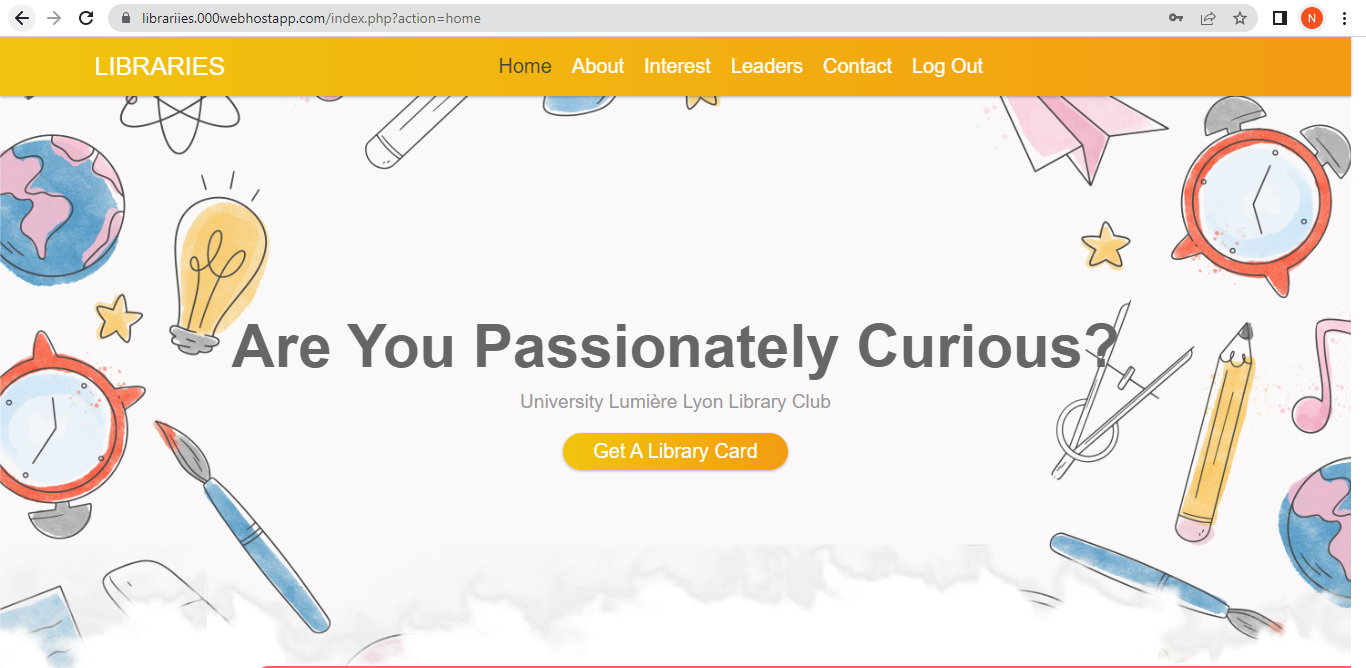 librariies.000webhostapp.com/index.php?action=home
N
LIBRARIES
Home About Interest Leaders Contact Log Out
Are You Passionately Curious?
University Lumière Lyon Library Club
Get A Library Card